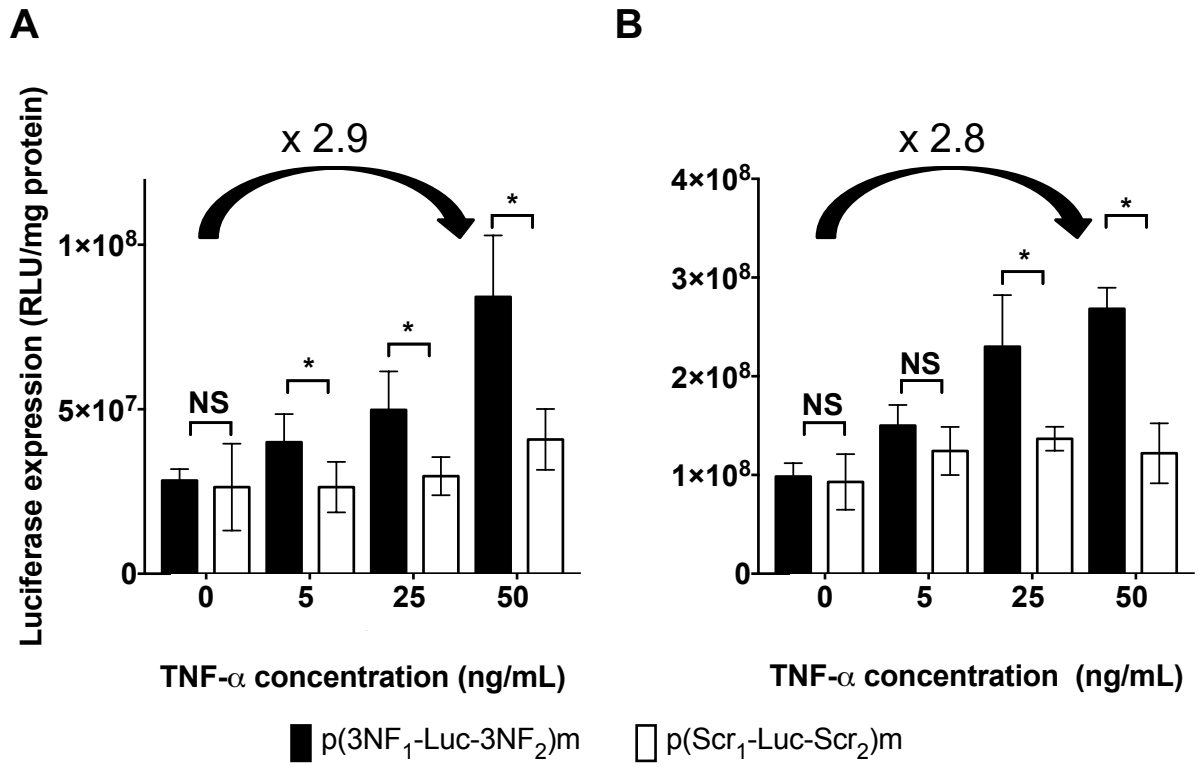 A
B
Luciferase expression (RLU/mg protein)
x 2.9
x 2.8
1×10⁸
5×10⁷
0
4×10⁸
3×10⁸
2×10⁸
1×10⁸
0
NS
*
*
*
NS
NS
*
*
0 5 25 50
0 5 25 50
TNF-α concentration (ng/mL)
TNF-α concentration (ng/mL)
p(3NF₁-Luc-3NF₂)m
p(Scr₁-Luc-Scr₂)m